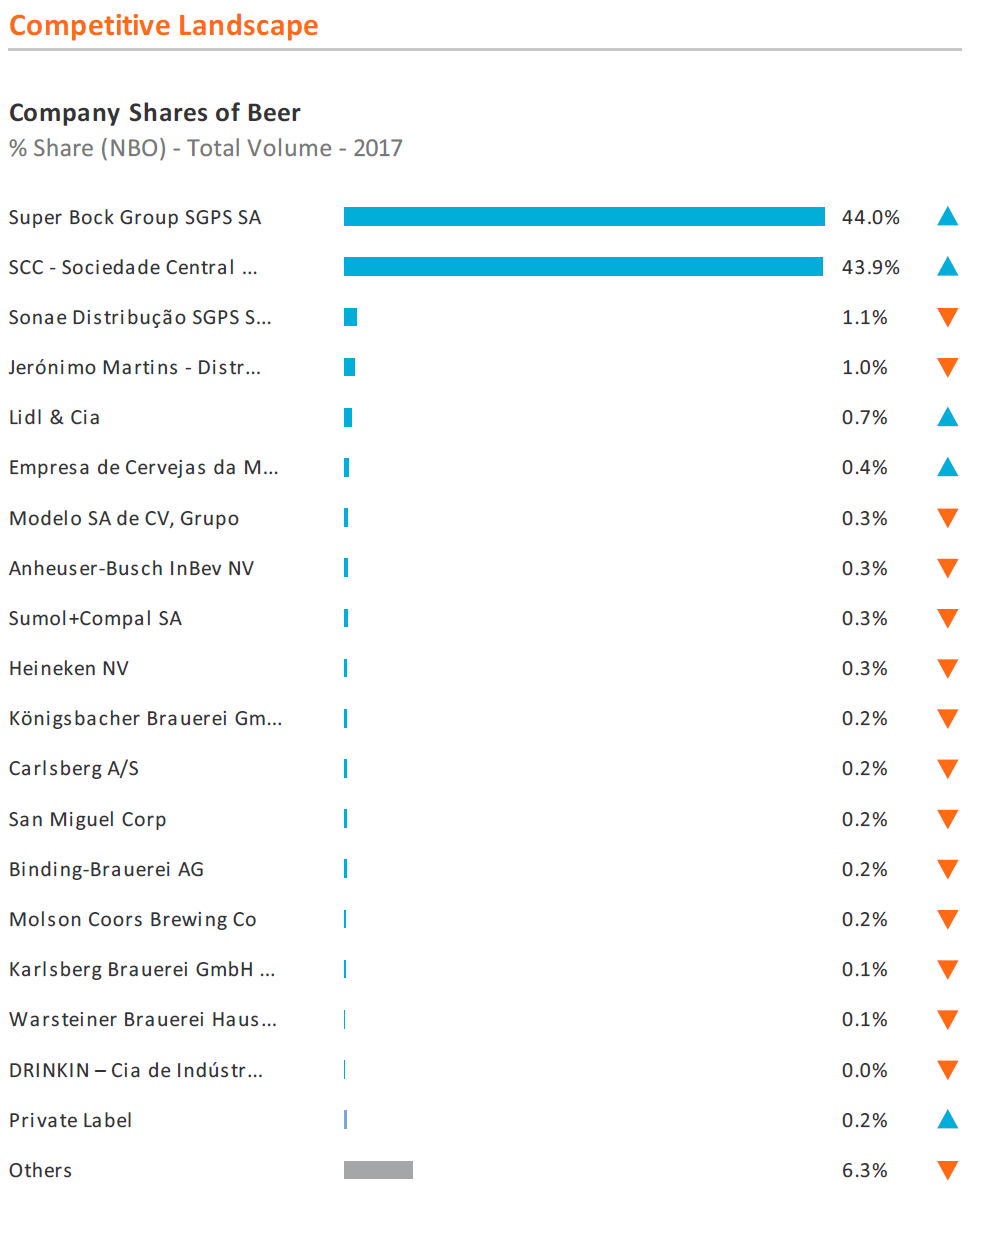 Competitive Landscape
Company Shares of Beer
% Share (NBO) - Total Volume - 2017
Super Bock Group SGPS SA 44.0%
SCC - Sociedade Central ... 43.9%
Sonae Distribução SGPS S... 1.1%
Jerónimo Martins - Distr... 1.0%
Lidl & Cia 0.7%
Empresa de Cervejas da M... 0.4%
Modelo SA de CV, Grupo 0.3%
Anheuser-Busch InBev NV 0.3%
Sumol+Compal SA 0.3%
Heineken NV 0.3%
Königsbacher Brauerei Gm... 0.2%
Carlsberg A/S 0.2%
San Miguel Corp 0.2%
Binding-Brauerei AG 0.2%
Molson Coors Brewing Co 0.2%
Karlsberg Brauerei GmbH ... 0.1%
Warsteiner Brauerei Haus... 0.1%
DRINKIN – Cia de Indústr... 0.0%
Private Label 0.2%
Others 6.3%